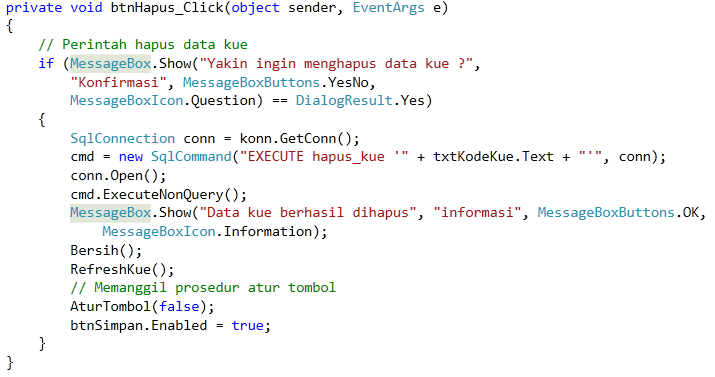 private void btnHapus_Click(object sender, EventArgs e)
{
    // Perintah hapus data kue
    if (MessageBox.Show("Yakin ingin menghapus data kue ?",
        "Konfirmasi", MessageBoxButtons.YesNo,
        MessageBoxIcon.Question) == DialogResult.Yes)
    {
        SqlConnection conn = konn.GetConn();
        cmd = new SqlCommand("EXECUTE hapus_kue '" + txtKodeKue.Text + "'", conn);
        conn.Open();
        cmd.ExecuteNonQuery();
        MessageBox.Show("Data kue berhasil dihapus", "informasi", MessageBoxButtons.OK,
            MessageBoxIcon.Information);
        Bersih();
        RefreshKue();
        // Memanggil prosedur atur tombol
        AturTombol(false);
        btnSimpan.Enabled = true;
    }
}